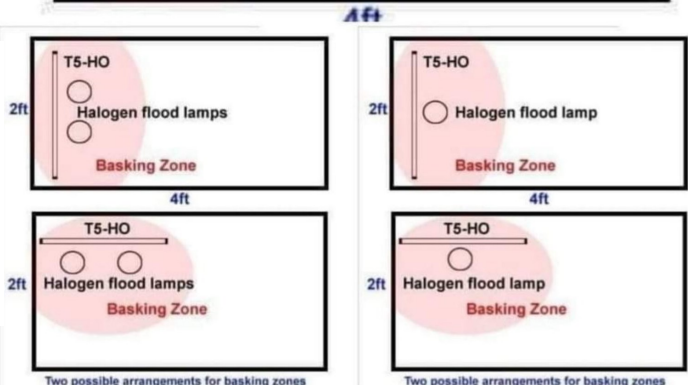 4ft
T5-HO
2ft
Halogen flood lamps
Basking Zone
4ft
T5-HO
2ft
Halogen flood lamp
Basking Zone
4ft
T5-HO
2ft
Halogen flood lamps
Basking Zone
Two possible arrangements for basking zones
T5-HO
2ft
Halogen flood lamp
Basking Zone
Two possible arrangements for basking zones